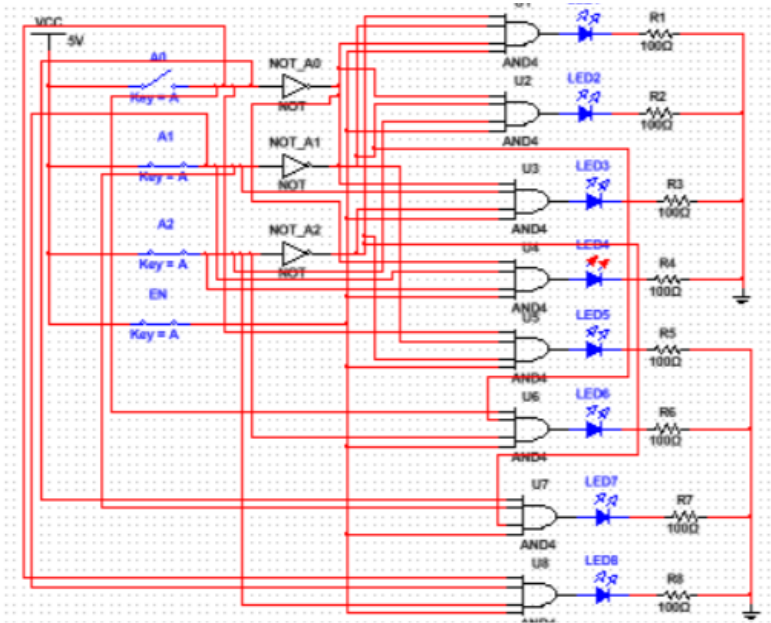 VCC
5V
A0
Key = A
NOT_A0
NOT
A1
Key = A
NOT_A1
NOT
A2
Key = A
NOT_A2
NOT
EN
Key = A
AND4
R1
100Ω
U2
AND4
LED2
R2
100Ω
U3
AND4
LED3
R3
100Ω
U4
AND4
LED4
R4
100Ω
U5
AND4
LED5
R5
100Ω
U6
AND4
LED6
R6
100Ω
U7
AND4
LED7
R7
100Ω
U8
AND4
LED8
R8
100Ω